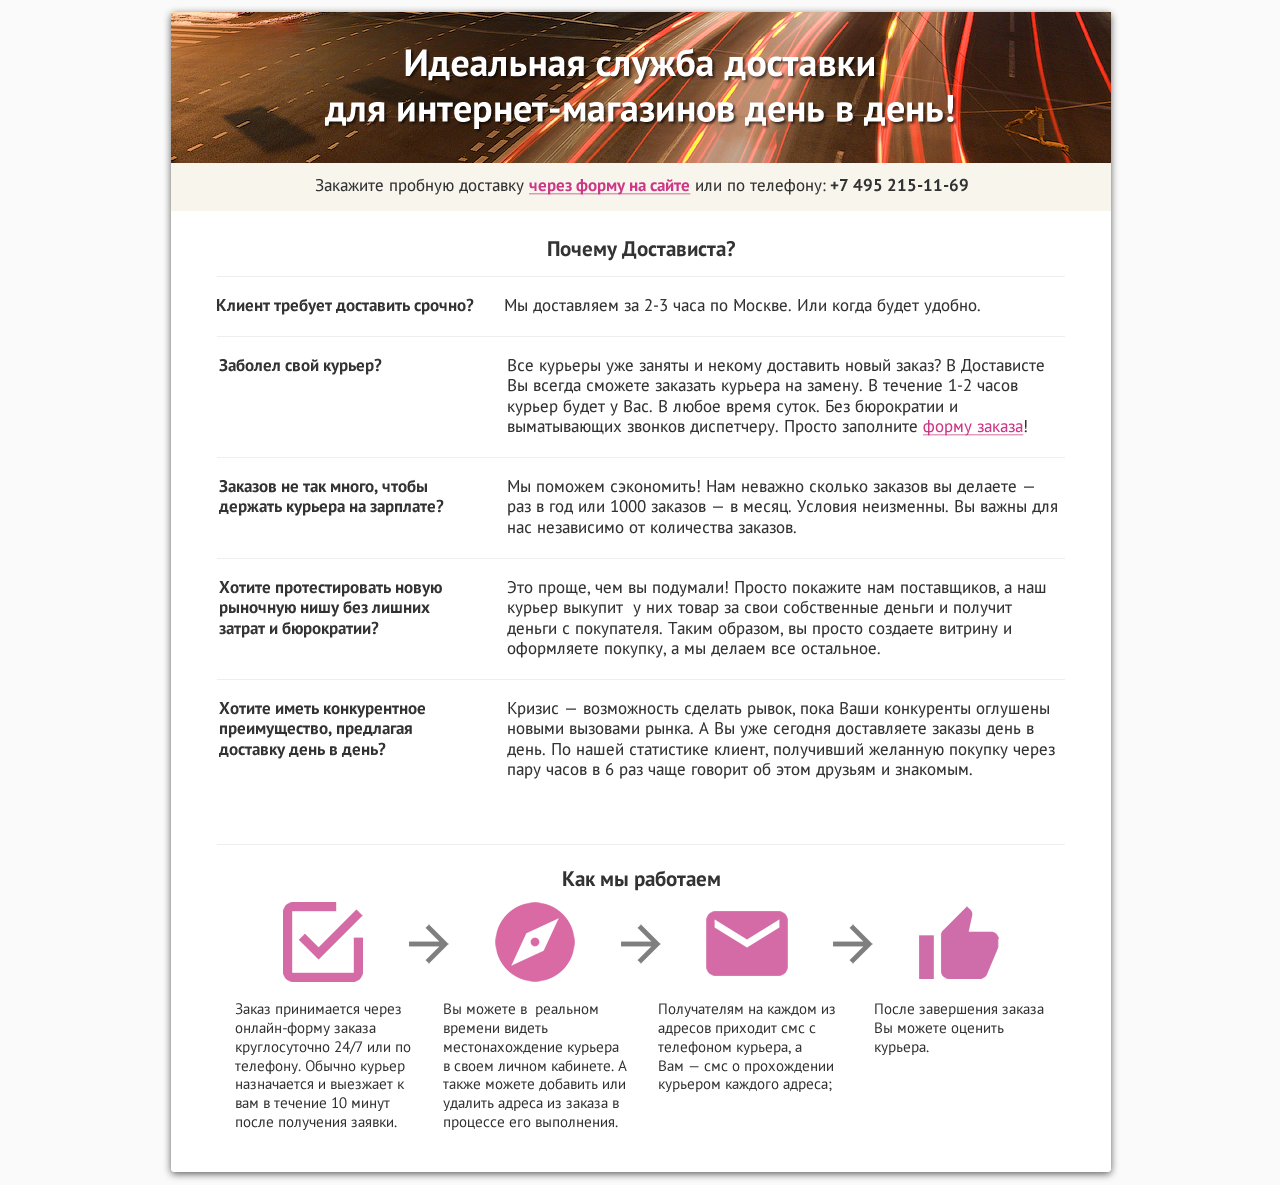 Идеальная служба доставки
для интернет-магазинов день в день!
Закажите пробную доставку через форму на сайте или по телефону: +7 495 215-11-69
Почему Достависта?
Клиент требует доставить срочно?
Мы доставляем за 2-3 часа по Москве. Или когда будет удобно.
Заболел свой курьер?
Все курьеры уже заняты и некому доставить новый заказ? В Достависте
Вы всегда сможете заказать курьера на замену. В течение 1-2 часов
курьер будет у Вас. В любое время суток. Без бюрократии и
выматывающих звонков диспетчеру. Просто заполните форму заказа!
Заказов не так много, чтобы
держать курьера на зарплате?
Мы поможем сэкономить! Нам неважно сколько заказов вы делаете —
раз в год или 1000 заказов — в месяц. Условия неизменны. Вы важны для
нас независимо от количества заказов.
Хотите протестировать новую
рыночную нишу без лишних
затрат и бюрократии?
Это проще, чем вы подумали! Просто покажите нам поставщиков, а наш
курьер выкупит  у них товар за свои собственные деньги и получит
деньги с покупателя. Таким образом, вы просто создаете витрину и
оформляете покупку, а мы делаем все остальное.
Хотите иметь конкурентное
преимущество, предлагая
доставку день в день?
Кризис — возможность сделать рывок, пока Ваши конкуренты оглушены
новыми вызовами рынка. А Вы уже сегодня доставляете заказы день в
день. По нашей статистике клиент, получивший желанную покупку через
пару часов в 6 раз чаще говорит об этом друзьям и знакомым.
Как мы работаем
Заказ принимается через
онлайн-форму заказа
круглосуточно 24/7 или по
телефону. Обычно курьер
назначается и выезжает к
вам в течение 10 минут
после получения заявки.
Вы можете в  реальном
времени видеть
местонахождение курьера
в своем личном кабинете. А
также можете добавить или
удалить адреса из заказа в
процессе его выполнения.
Получателям на каждом из
адресов приходит смс с
телефоном курьера, а
Вам — смс о прохождении
курьером каждого адреса;
После завершения заказа
Вы можете оценить
курьера.